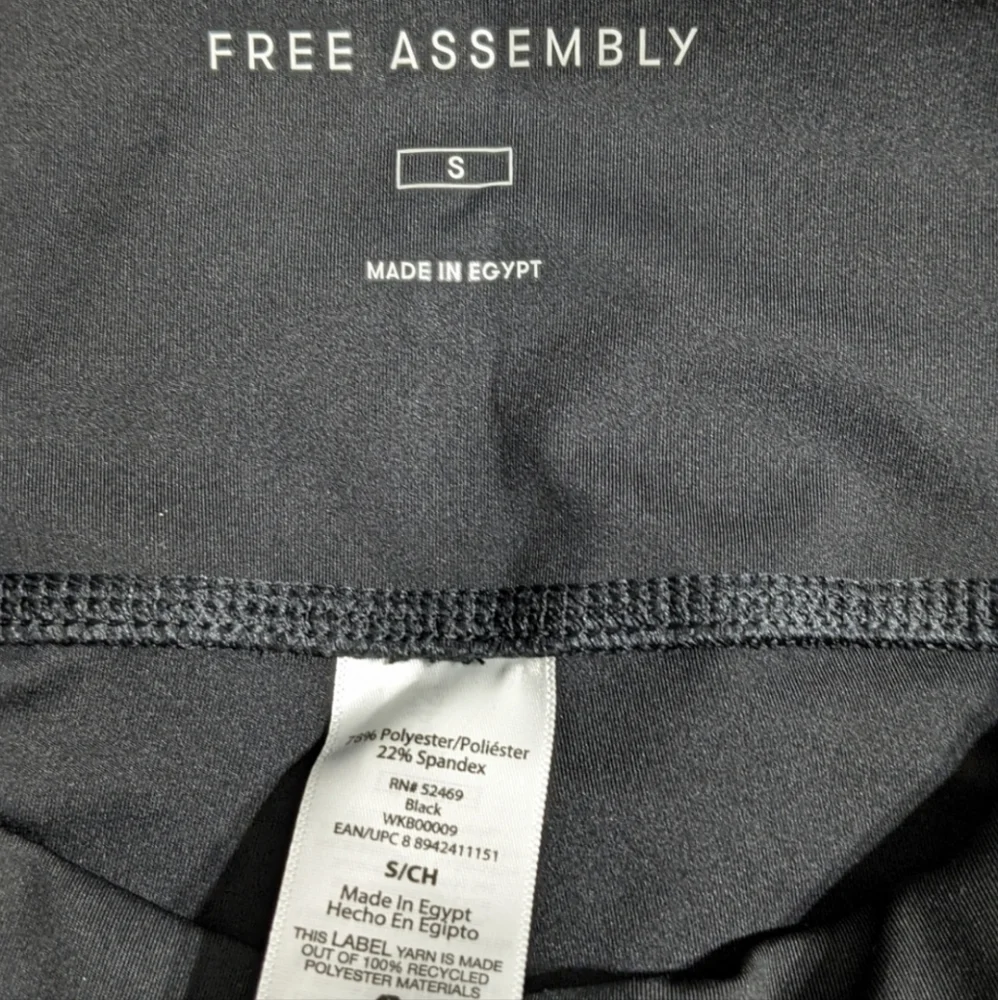 FREE ASSEMBLY
S
MADE IN EGYPT
78% Polyester/Poliéster
22% Spandex
RN# 52469
Black
WKB00009
EAN/UPC 8 8942411151
S/CH
Made In Egypt
Hecho En Egipto
THIS LABEL YARN IS MADE
OUT OF 100% RECYCLED
POLYESTER MATERIALS